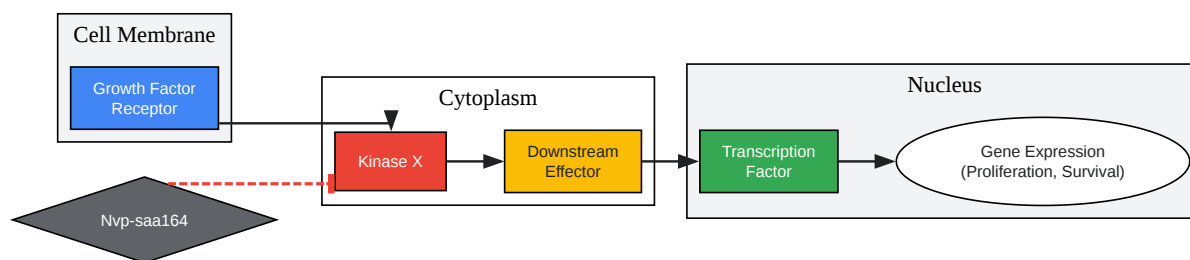 Cell Membrane
Growth Factor
Receptor
Cytoplasm
Kinase X
Downstream
Effector
Nucleus
Transcription
Factor
Gene Expression
(Proliferation, Survival)
Nvp-saa164